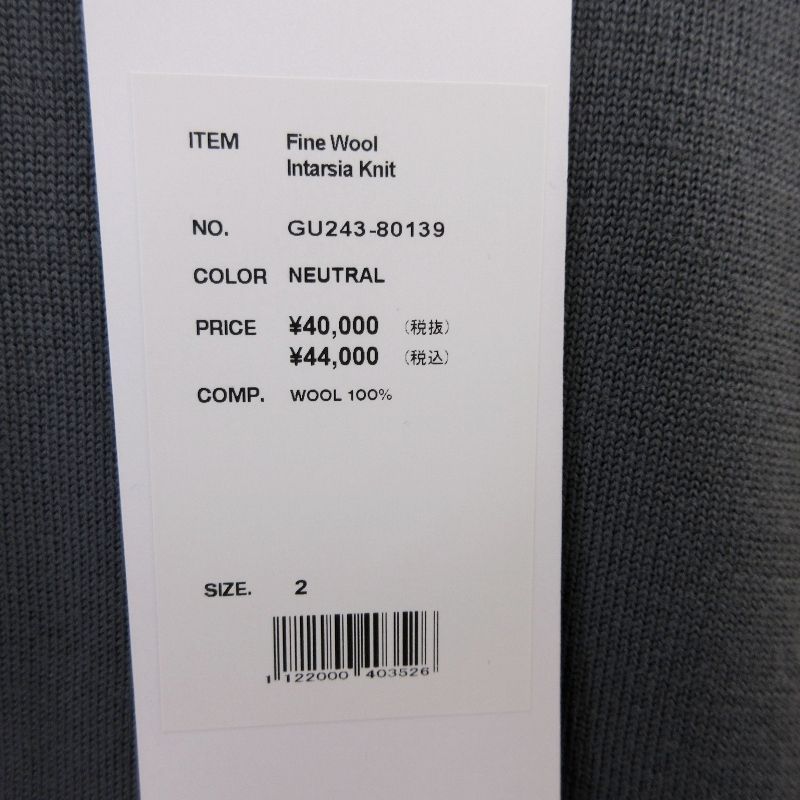 ITEM Fine Wool
Intarsia Knit
NO. GU243-80139
COLOR NEUTRAL
PRICE ¥40,000 (税抜)
¥44,000 (税込)
COMP. WOOL 100%
SIZE. 2
1 122000 403526